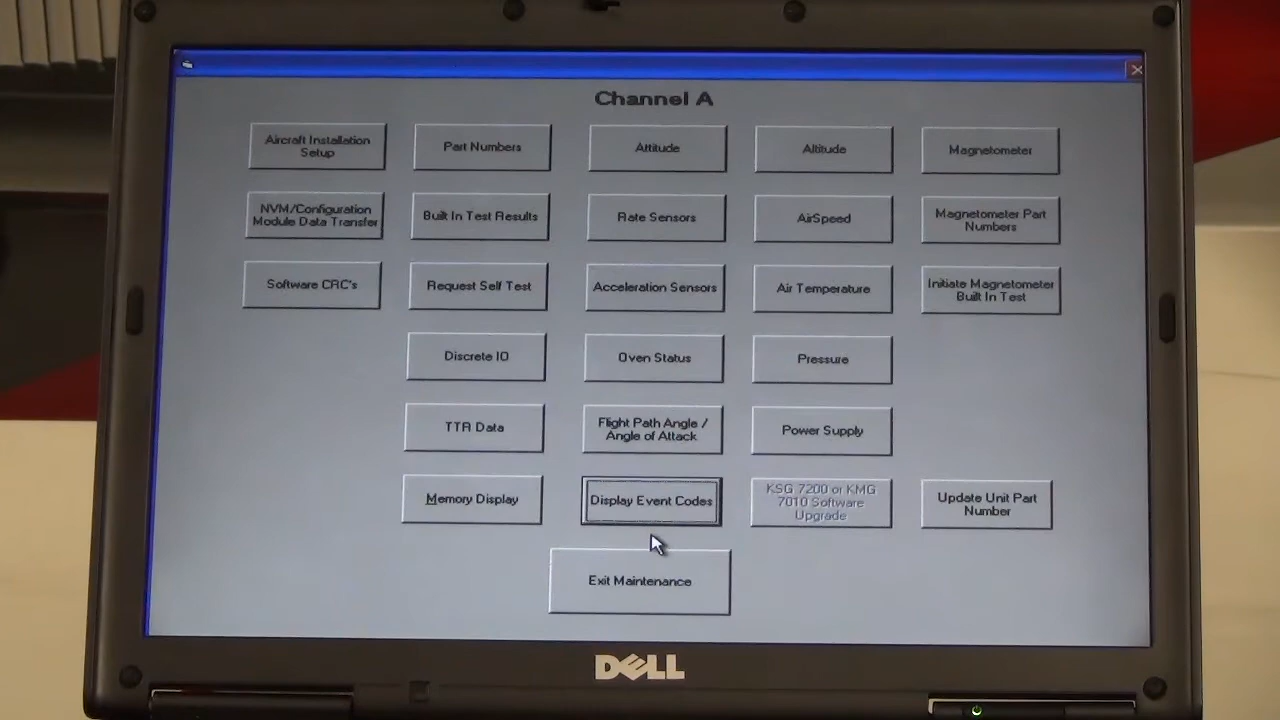 Channel A
Aircraft Installation
Setup
Part Numbers
Attitude
Altitude
Magnetometer
NVM/Configuration
Module Data Transfer
Built In Test Results
Rate Sensors
AirSpeed
Magnetometer Part
Numbers
Software CRC's
Request Self Test
Acceleration Sensors
Air Temperature
Initiate Magnetometer
Built In Test
Discrete IO
Oven Status
Pressure
TTR Data
Flight Path Angle /
Angle of Attack
Power Supply
Memory Display
Display Event Codes
KSG 7200 or KMG
7010 Software
Upgrade
Update Unit Part
Number
Exit Maintenance
DELL